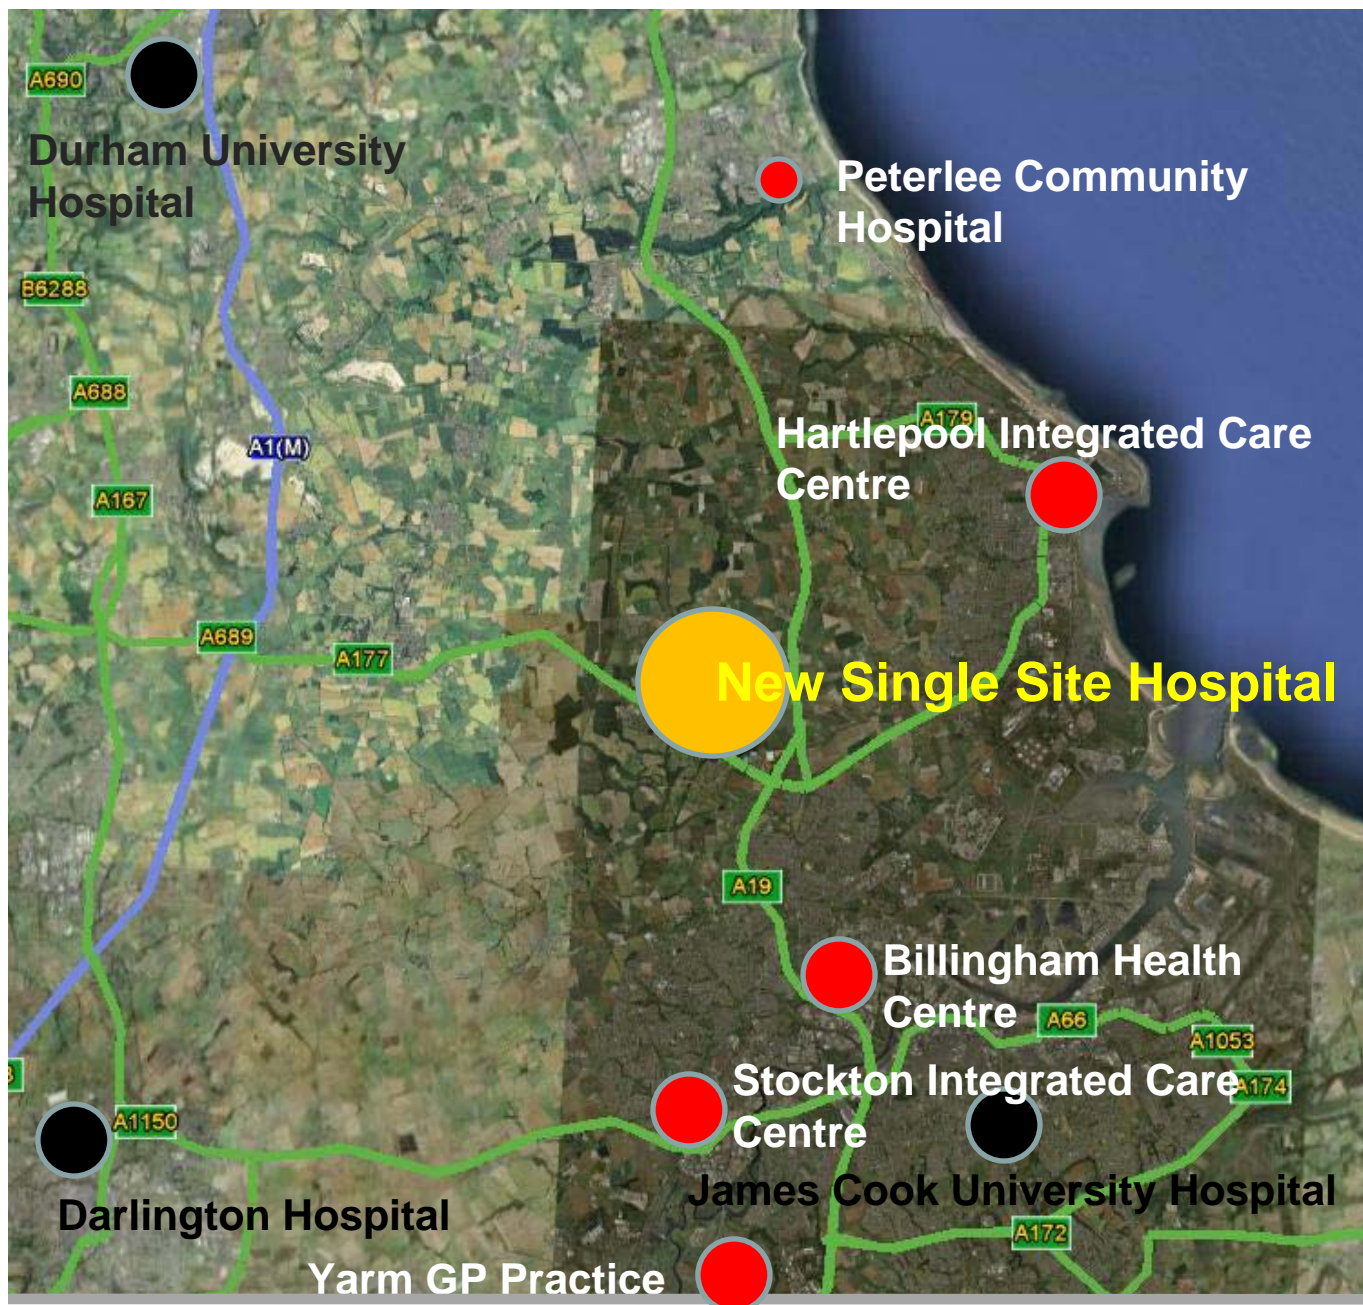 A690
Durham University
Hospital
Peterlee Community
Hospital
B6288
A688
A179
Hartlepool Integrated Care
Centre
A1(M)
A167
A689
A177
New Single Site Hospital
A19
Billingham Health
Centre
A66
A1053
Stockton Integrated Care
Centre
A174
A1150
James Cook University Hospital
Darlington Hospital
A172
Yarm GP Practice